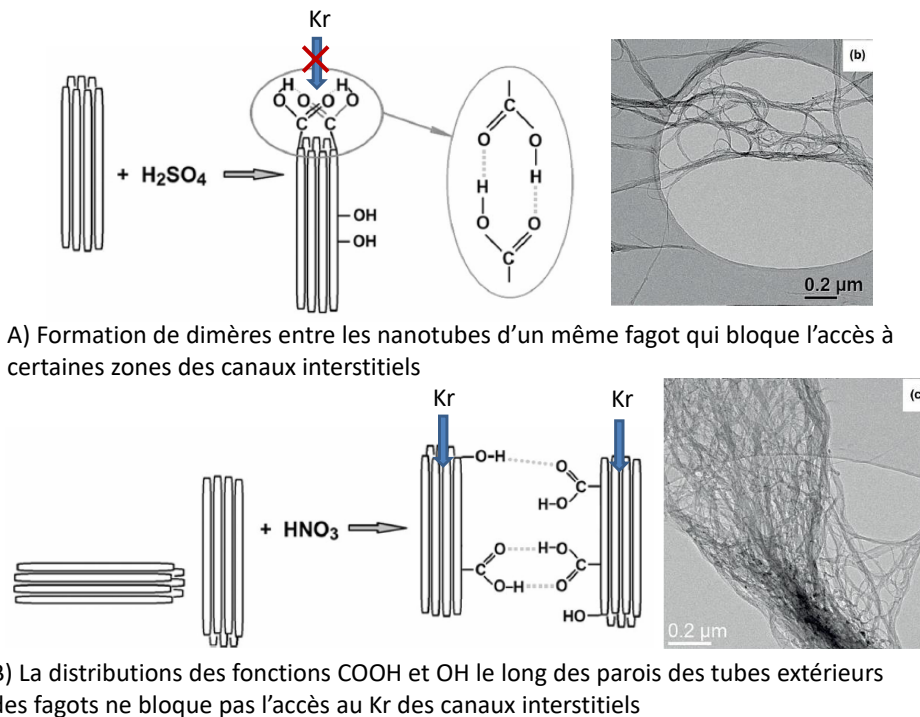 Kr
(b)
H H
O O O O
C C
O O
H H
H H
O O
C
C
+ H₂SO₄
OH
OH
0.2 µm
A) Formation de dimères entre les nanotubes d'un même fagot qui bloque l'accès à
certaines zones des canaux interstitiels
Kr Kr
(c
O-H O
C
H-O
+ HNO₃
O H-O
C C
O-H O
HO
0.2 µm
) La distributions des fonctions COOH et OH le long des parois des tubes extérieurs
des fagots ne bloque pas l'accès au Kr des canaux interstitiels